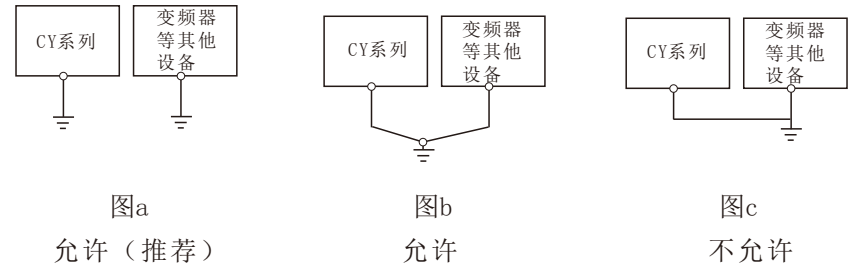 CY系列
变频器
等其他
设备
CY系列
变频器
等其他
设备
CY系列
变频器
等其他
设备
图a
图b
图c
允许（推荐）
允许
不允许